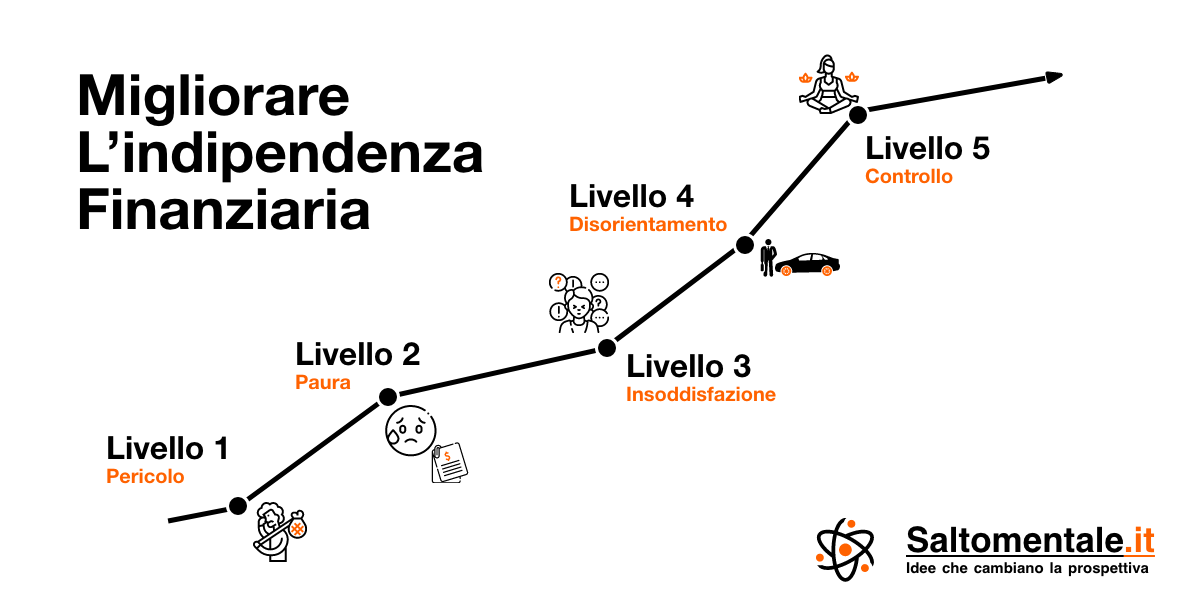 Migliorare
L’indipendenza
Finanziaria
Livello 5
Controllo
Livello 4
Disorientamento
Livello 3
Insoddisfazione
Livello 2
Paura
Livello 1
Pericolo
Saltomentale.it
Idee che cambiano la prospettiva